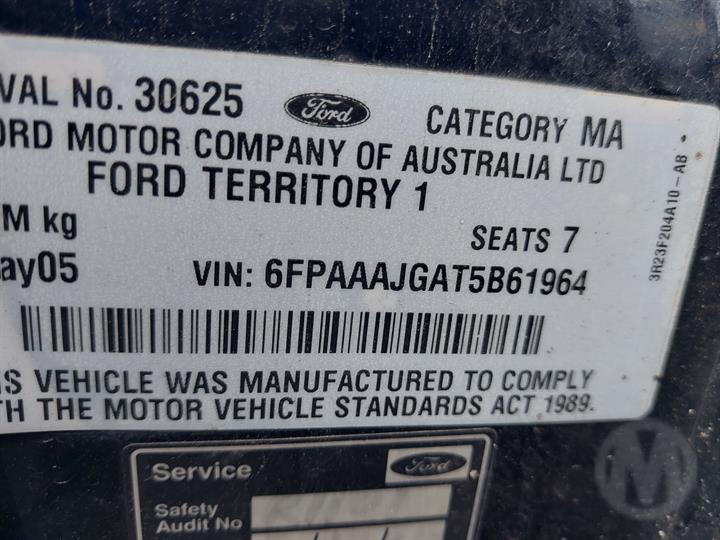 VAL No. 30625 Ford CATEGORY MA
ORD MOTOR COMPANY OF AUSTRALIA LTD
FORD TERRITORY 1
M kg SEATS 7
ay05 VIN: 6FPAAAJGAT5B61964
IS VEHICLE WAS MANUFACTURED TO COMPLY
TH THE MOTOR VEHICLE STANDARDS ACT 1989.
3R23F204A10-AB
Service Ford
Safety
Audit No
M